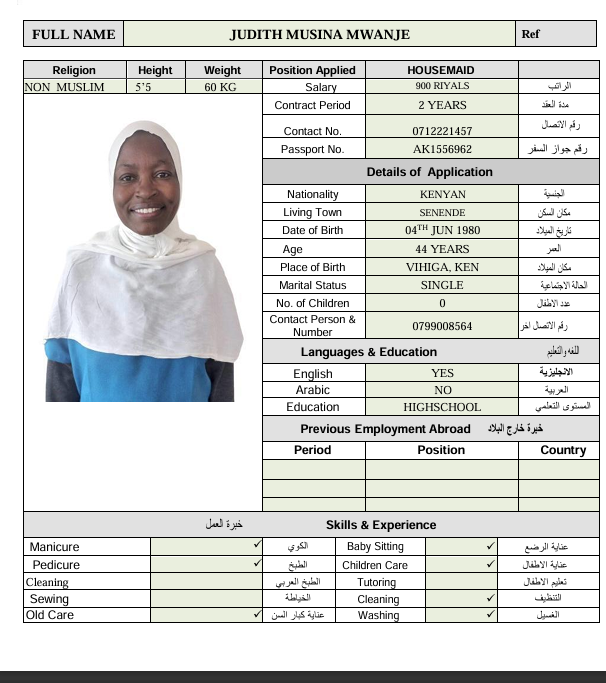 FULL NAME JUDITH MUSINA MWANJE Ref
Religion Height Weight Position Applied HOUSEMAID
NON MUSLIM 5'5 60 KG Salary 900 RIYALS الراتب
Contract Period 2 YEARS مدة العقد
Contact No. 0712221457 رقم الاتصال
Passport No. AK1556962 رقم جواز السفر
Details of Application
Nationality KENYAN الجنسية
Living Town SENENDE مكان السكن
Date of Birth 04TH JUN 1980 تاريخ الميلاد
Age 44 YEARS العمر
Place of Birth VIHIGA, KEN مكان الميلاد
Marital Status SINGLE الحالة الاجتماعية
No. of Children 0 عدد الاطفال
Contact Person & Number 0799008564 رقم الاتصال اخر
Languages & Education اللغه والتعليم
English YES الانجليزية
Arabic NO العربية
Education HIGHSCHOOL المستوى التعلمي
Previous Employment Abroad خبرة خارج البلاد
Period Position Country
خبرة العمل Skills & Experience
Manicure ✓ الكوي Baby Sitting ✓ عناية الرضع
Pedicure ✓ الطبخ Children Care ✓ عناية الاطفال
Cleaning الطبخ العربي Tutoring تعليم الاطفال
Sewing الخياطة Cleaning ✓ التنظيف
Old Care ✓ عناية كبار السن Washing ✓ الغسيل